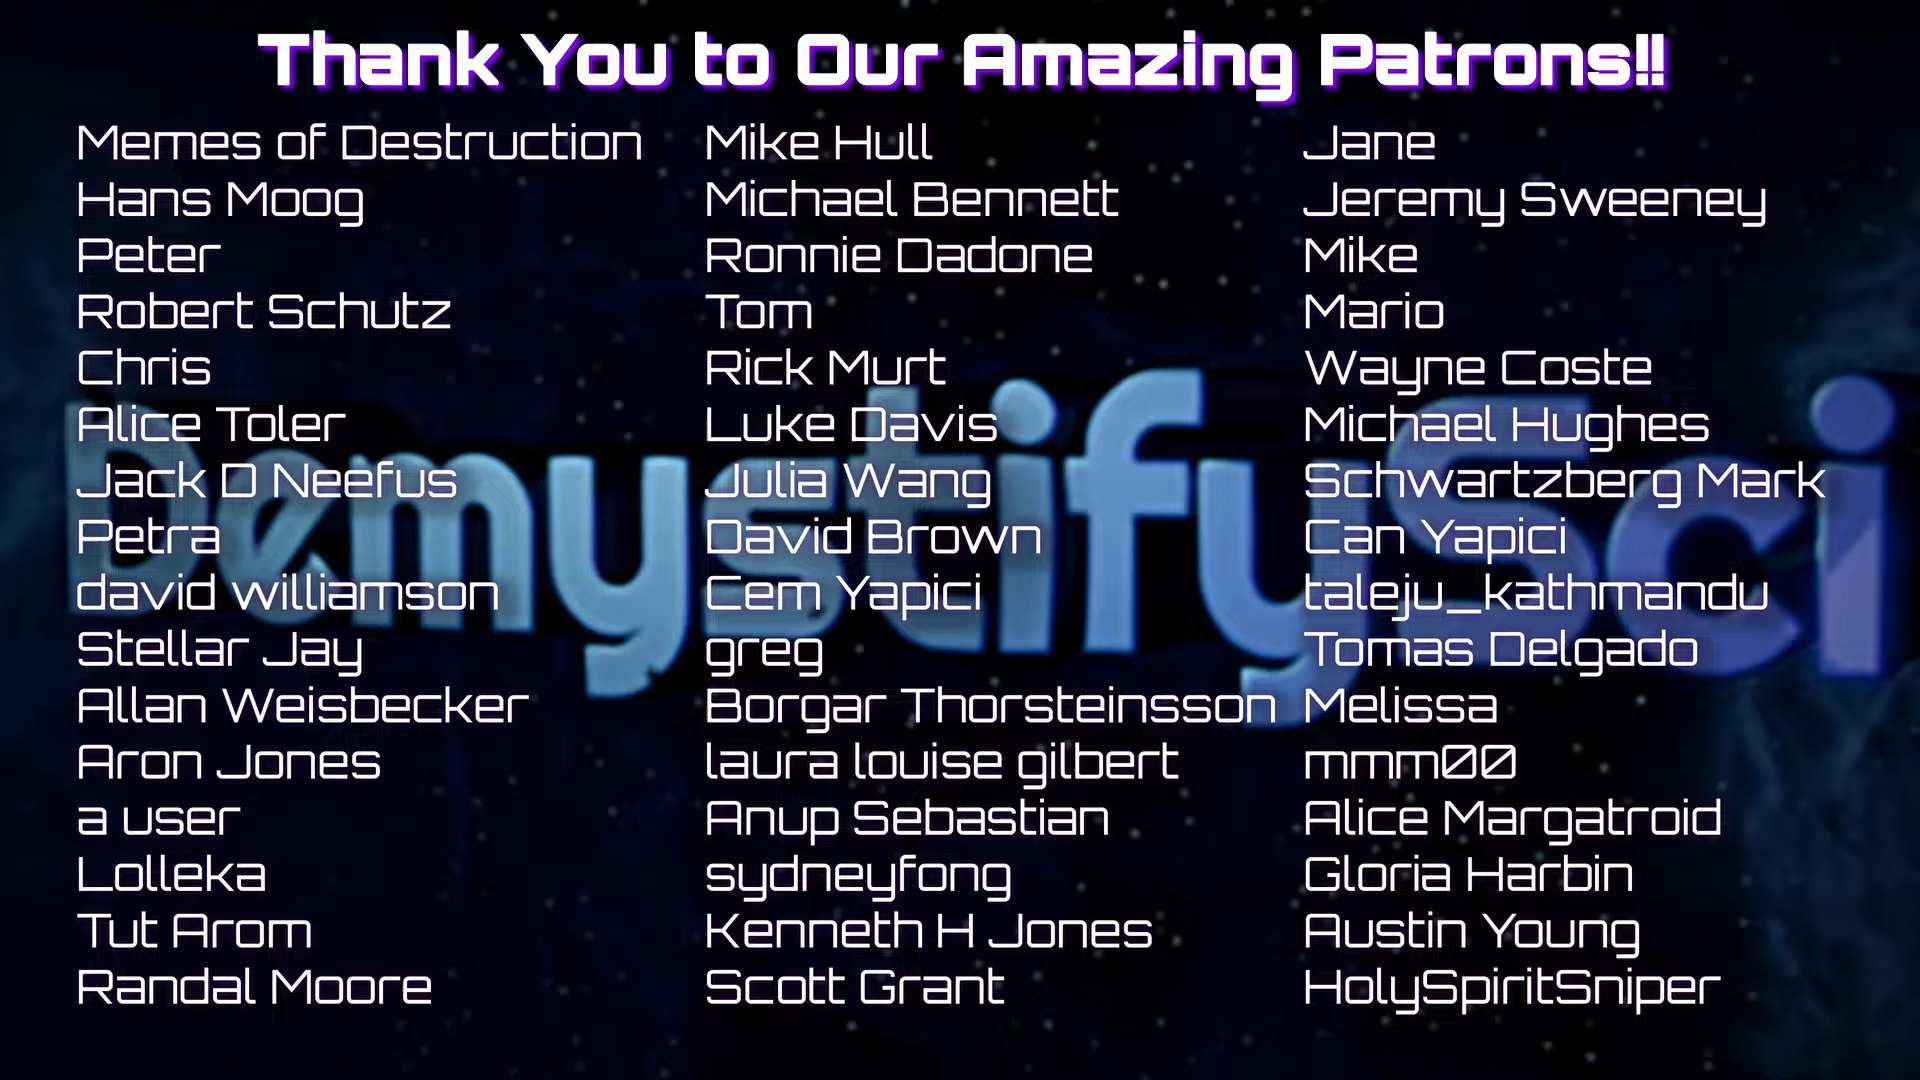 Thank You to Our Amazing Patrons!!
Memes of Destruction
Hans Moog
Peter
Robert Schutz
Chris
Alice Toler
Jack D Neefus
Petra
david williamson
Stellar Jay
Allan Weisbecker
Aron Jones
a user
Lolleka
Tut Arom
Randal Moore
Mike Hull
Michael Bennett
Ronnie Dadone
Tom
Rick Murt
Luke Davis
Julia Wang
David Brown
Cem Yapici
greg
Borgar Thorsteinsson
laura louise gilbert
Anup Sebastian
sydneyfong
Kenneth H Jones
Scott Grant
Jane
Jeremy Sweeney
Mike
Mario
Wayne Coste
Michael Hughes
Schwartzberg Mark
Can Yapici
taleju_kathmandu
Tomas Delgado
Melissa
mmm00
Alice Margatroid
Gloria Harbin
Austin Young
HolySpiritSniper
DemystifySci